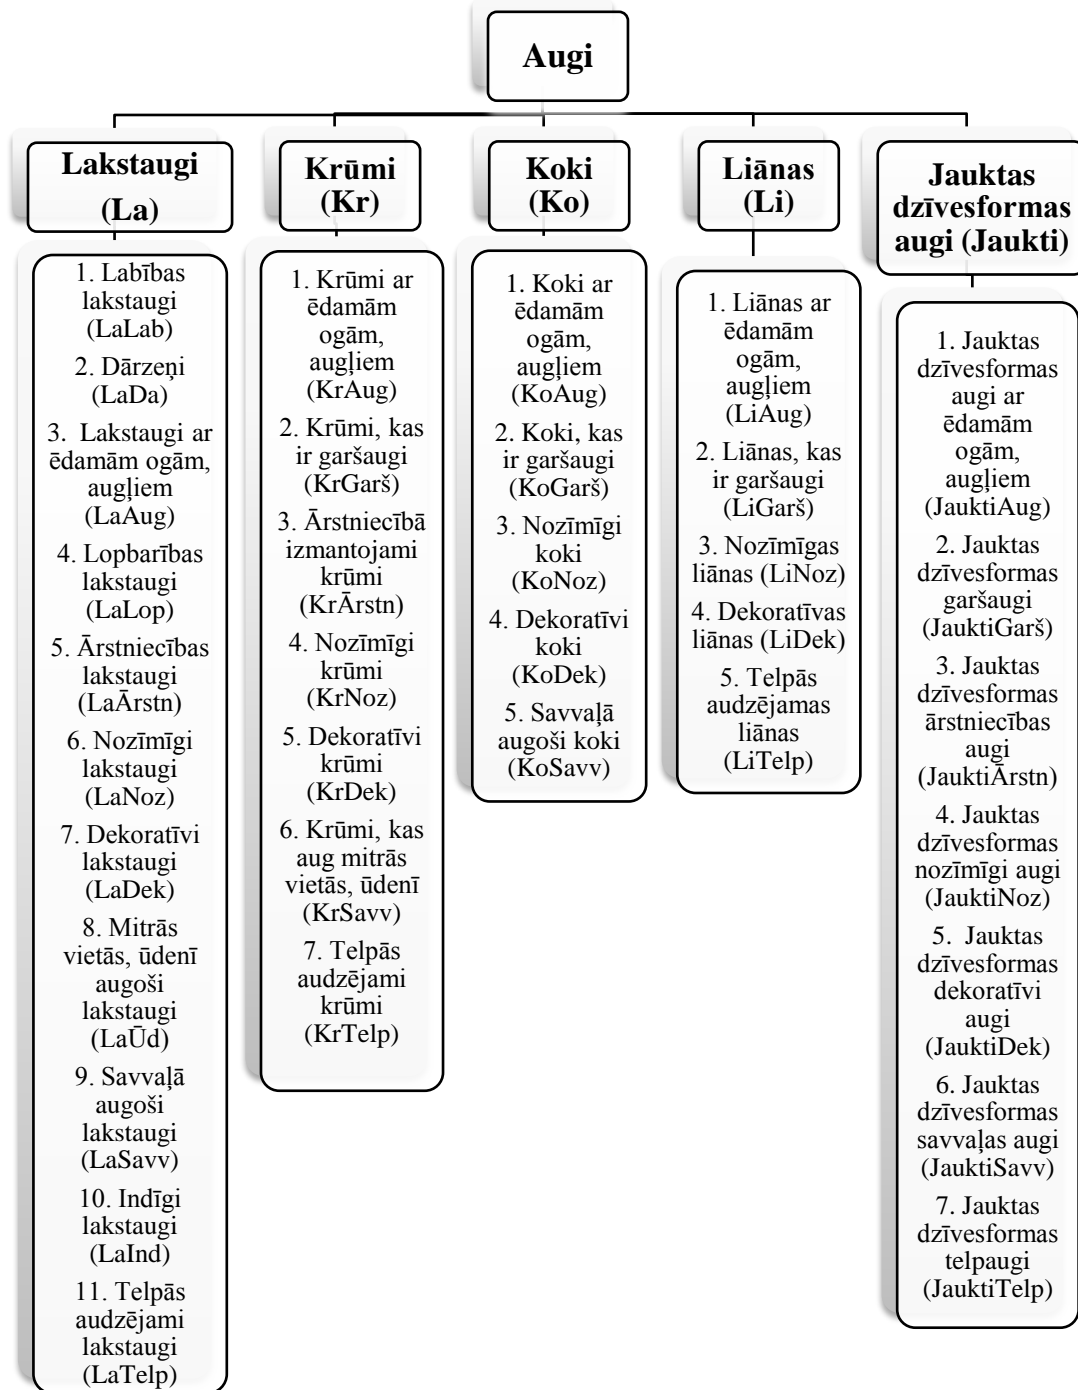 Augi
Lakstaugi
(La)
1. Labības
lakstaugi
(LaLab)
2. Dārzeņi
(LaDa)
3. Lakstaugi ar
ēdamām ogām,
augļiem
(LaAug)
4. Lopbarības
lakstaugi
(LaLop)
5. Ārstniecības
lakstaugi
(LaĀrstn)
6. Nozīmīgi
lakstaugi
(LaNoz)
7. Dekoratīvi
lakstaugi
(LaDek)
8. Mitrās
vietās, ūdenī
augoši
lakstaugi
(LaŪd)
9. Savvaļā
augoši
lakstaugi
(LaSavv)
10. Indīgi
lakstaugi
(LaInd)
11. Telpās
audzējami
lakstaugi
(LaTelp)
Krūmi
(Kr)
1. Krūmi ar
ēdamām
ogām,
augļiem
(KrAug)
2. Krūmi, kas
ir garšaugi
(KrGarš)
3. Ārstniecībā
izmantojami
krūmi
(KrĀrstn)
4. Nozīmīgi
krūmi
(KrNoz)
5. Dekoratīvi
krūmi
(KrDek)
6. Krūmi, kas
aug mitrās
vietās, ūdenī
(KrSavv)
7. Telpās
audzējami
krūmi
(KrTelp)
Koki
(Ko)
1. Koki ar
ēdamām
ogām,
augļiem
(KoAug)
2. Koki, kas
ir garšaugi
(KoGarš)
3. Nozīmīgi
koki
(KoNoz)
4. Dekoratīvi
koki
(KoDek)
5. Savvaļā
augoši koki
(KoSavv)
Liānas
(Li)
1. Liānas ar
ēdamām
ogām,
augļiem
(LiAug)
2. Liānas, kas
ir garšaugi
(LiGarš)
3. Nozīmīgas
liānas (LiNoz)
4. Dekoratīvas
liānas (LiDek)
5. Telpās
audzējamas
liānas
(LiTelp)
Jauktas
dzīvesformas
augi (Jaukti)
1. Jauktas
dzīvesformas
augi ar
ēdamām
ogām,
augļiem
(JauktiAug)
2. Jauktas
dzīvesformas
garšaugi
(JauktiGarš)
3. Jauktas
dzīvesformas
ārstniecības
augi
(JauktiĀrstn)
4. Jauktas
dzīvesformas
nozīmīgi augi
(JauktiNoz)
5. Jauktas
dzīvesformas
dekoratīvi
augi
(JauktiDek)
6. Jauktas
dzīvesformas
savvaļas augi
(JauktiSavv)
7. Jauktas
dzīvesformas
telpaugi
(JauktiTelp)